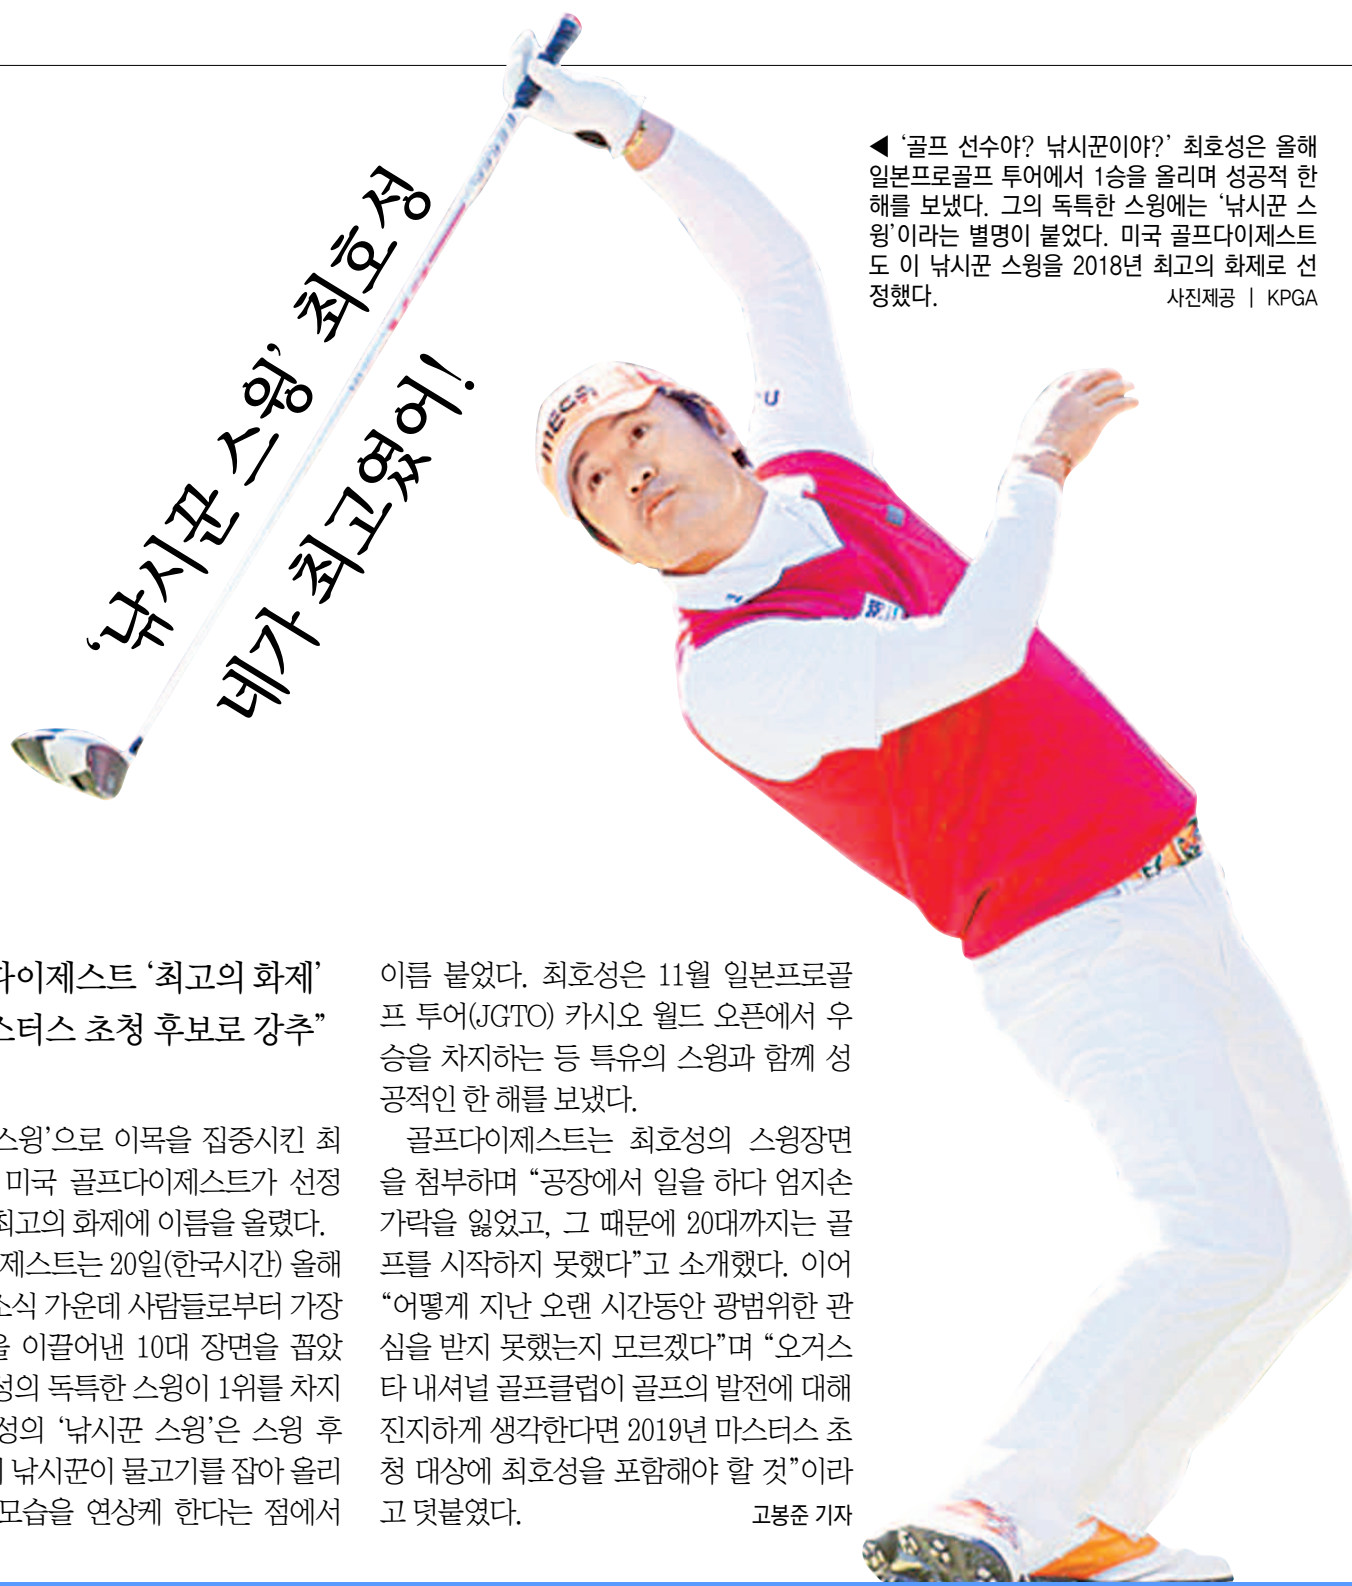 ‘낚시꾼 스윙’ 최호성
네가 최고였어!
◀ ‘골프 선수야? 낚시꾼이야?’ 최호성은 올해
일본프로골프 투어에서 1승을 올리며 성공적 한
해를 보냈다. 그의 독특한 스윙에는 ‘낚시꾼 스
윙’이라는 별명이 붙었다. 미국 골프다이제스트
도 이 낚시꾼 스윙을 2018년 최고의 화제로 선
정했다. 사진제공 | KPGA
다이제스트 ‘최고의 화제’
스터스 초청 후보로 강추”
스윙’으로 이목을 집중시킨 최
미국 골프다이제스트가 선정
최고의 화제에 이름을 올렸다.
제스트는 20일(한국시간) 올해
소식 가운데 사람들로부터 가장
을 이끌어낸 10대 장면을 꼽았
성의 독특한 스윙이 1위를 차지
성의 ‘낚시꾼 스윙’은 스윙 후
낚시꾼이 물고기를 잡아 올리
모습을 연상케 한다는 점에서
이름 붙었다. 최호성은 11월 일본프로골
프 투어(JGTO) 카시오 월드 오픈에서 우
승을 차지하는 등 특유의 스윙과 함께 성
공적인 한 해를 보냈다.
골프다이제스트는 최호성의 스윙장면
을 첨부하며 “공장에서 일을 하다 엄지손
가락을 잃었고, 그 때문에 20대까지는 골
프를 시작하지 못했다”고 소개했다. 이어
“어떻게 지난 오랜 시간동안 광범위한 관
심을 받지 못했는지 모르겠다”며 “오거스
타 내셔널 골프클럽이 골프의 발전에 대해
진지하게 생각한다면 2019년 마스터스 초
청 대상에 최호성을 포함해야 할 것”이라
고 덧붙였다. 고봉준 기자